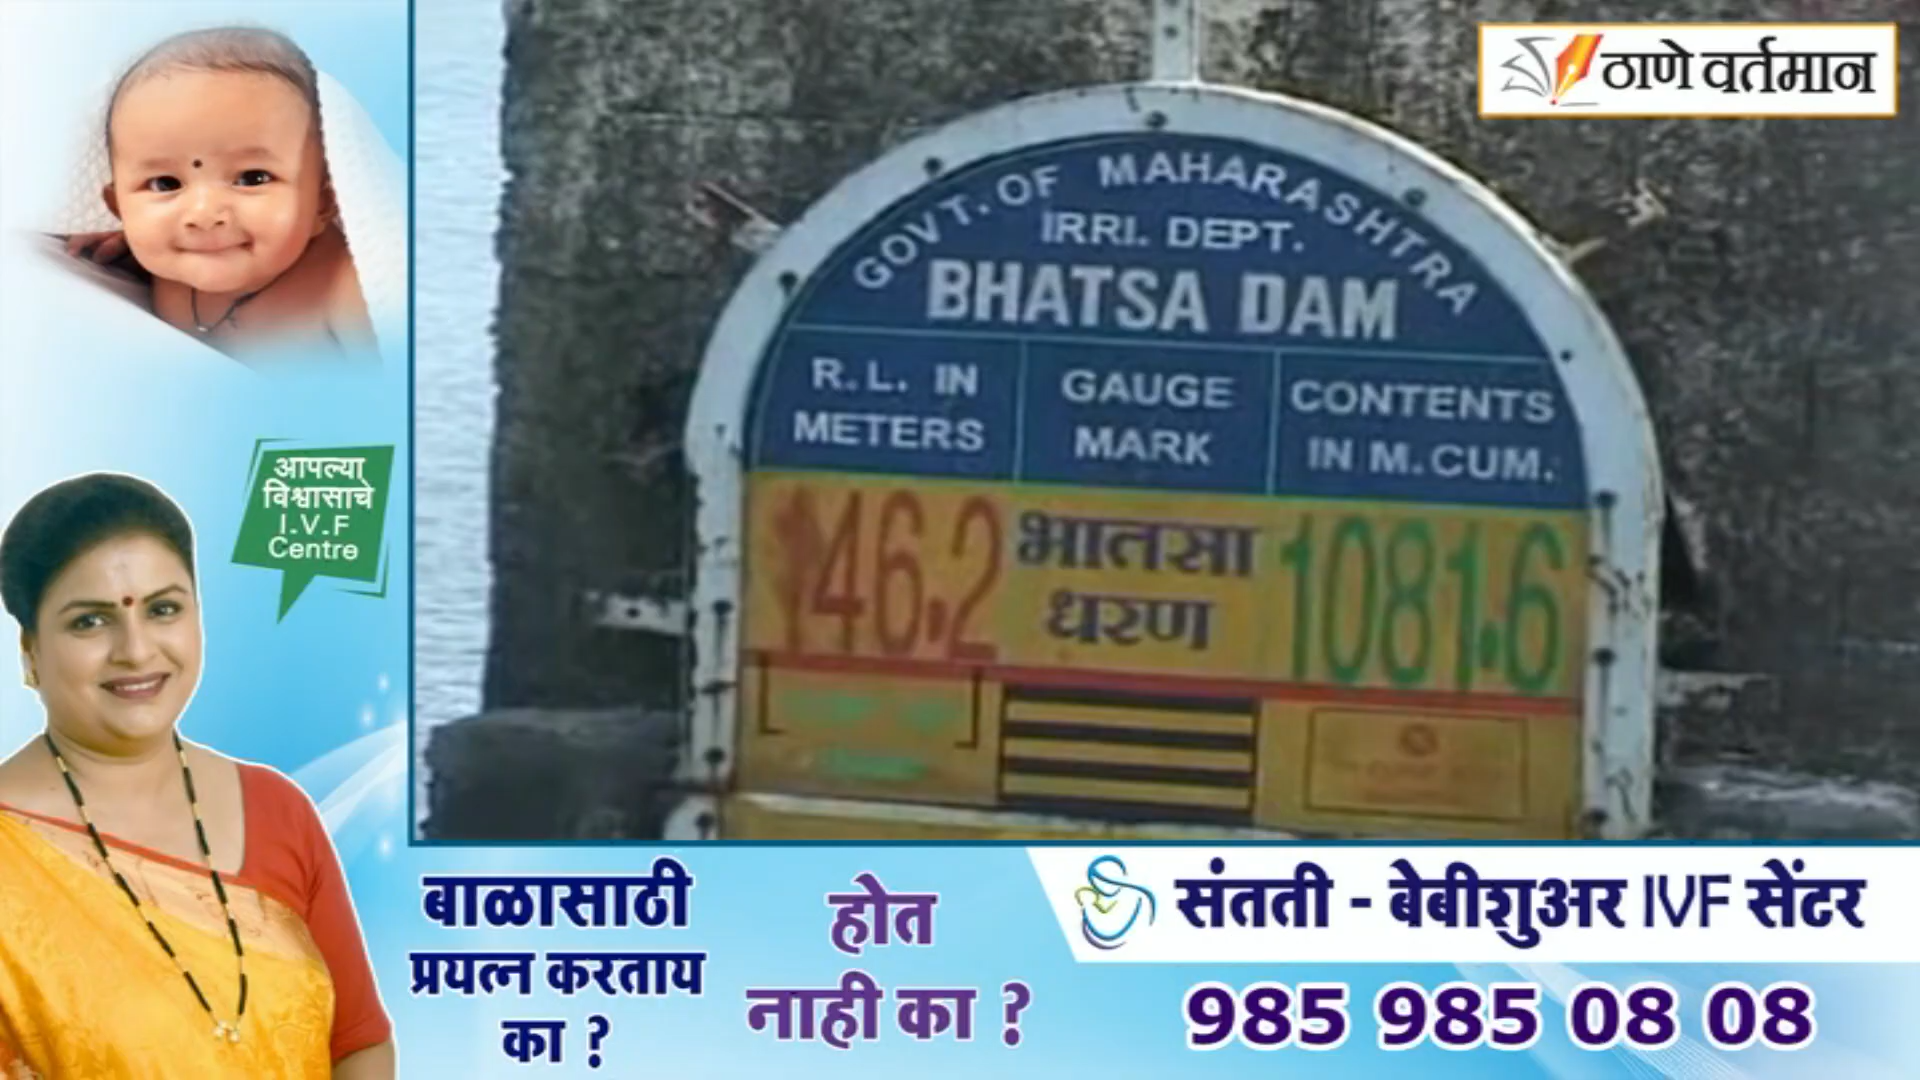 ठाणे वर्तमान
GOVT. OF MAHARASHTRA
IRRI. DEPT.
BHATSA DAM
R.L. IN METERS
GAUGE MARK
CONTENTS IN M.CUM.
146.2
भातसा
धरण
1081.6
आपल्या
विश्वासाचे
I.V.F
Centre
बाळासाठी
प्रयत्न करताय
का ?
होत
नाही का ?
संतती - बेबीशुअर IVF सेंटर
985 985 08 08